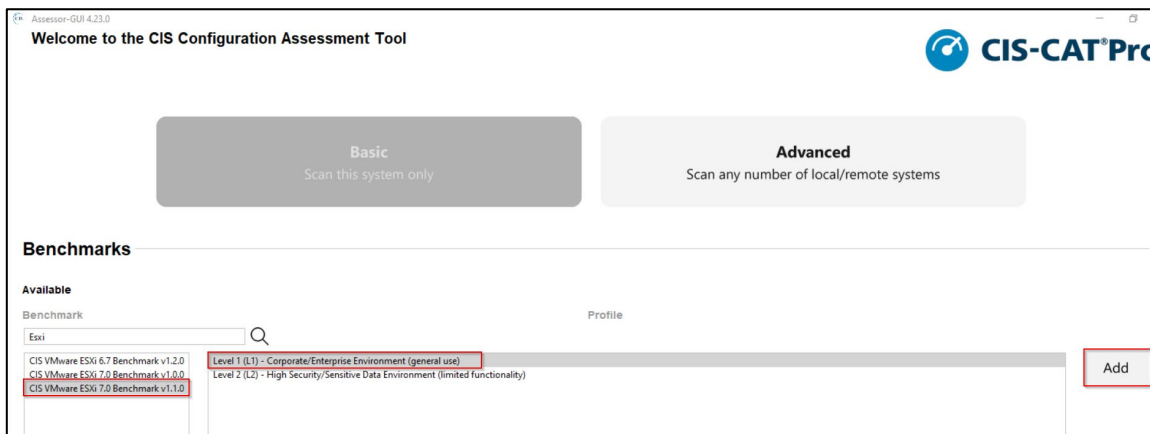 Assessor-GUI 4.23.0
Welcome to the CIS Configuration Assessment Tool
CIS-CAT®Pro
Basic
Scan this system only
Advanced
Scan any number of local/remote systems
Benchmarks
Available
Benchmark
Profile
Esxi
CIS VMware ESXi 6.7 Benchmark v1.2.0
CIS VMware ESXi 7.0 Benchmark v1.0.0
CIS VMware ESXi 7.0 Benchmark v1.1.0
Level 1 (L1) - Corporate/Enterprise Environment (general use)
Level 2 (L2) - High Security/Sensitive Data Environment (limited functionality)
Add